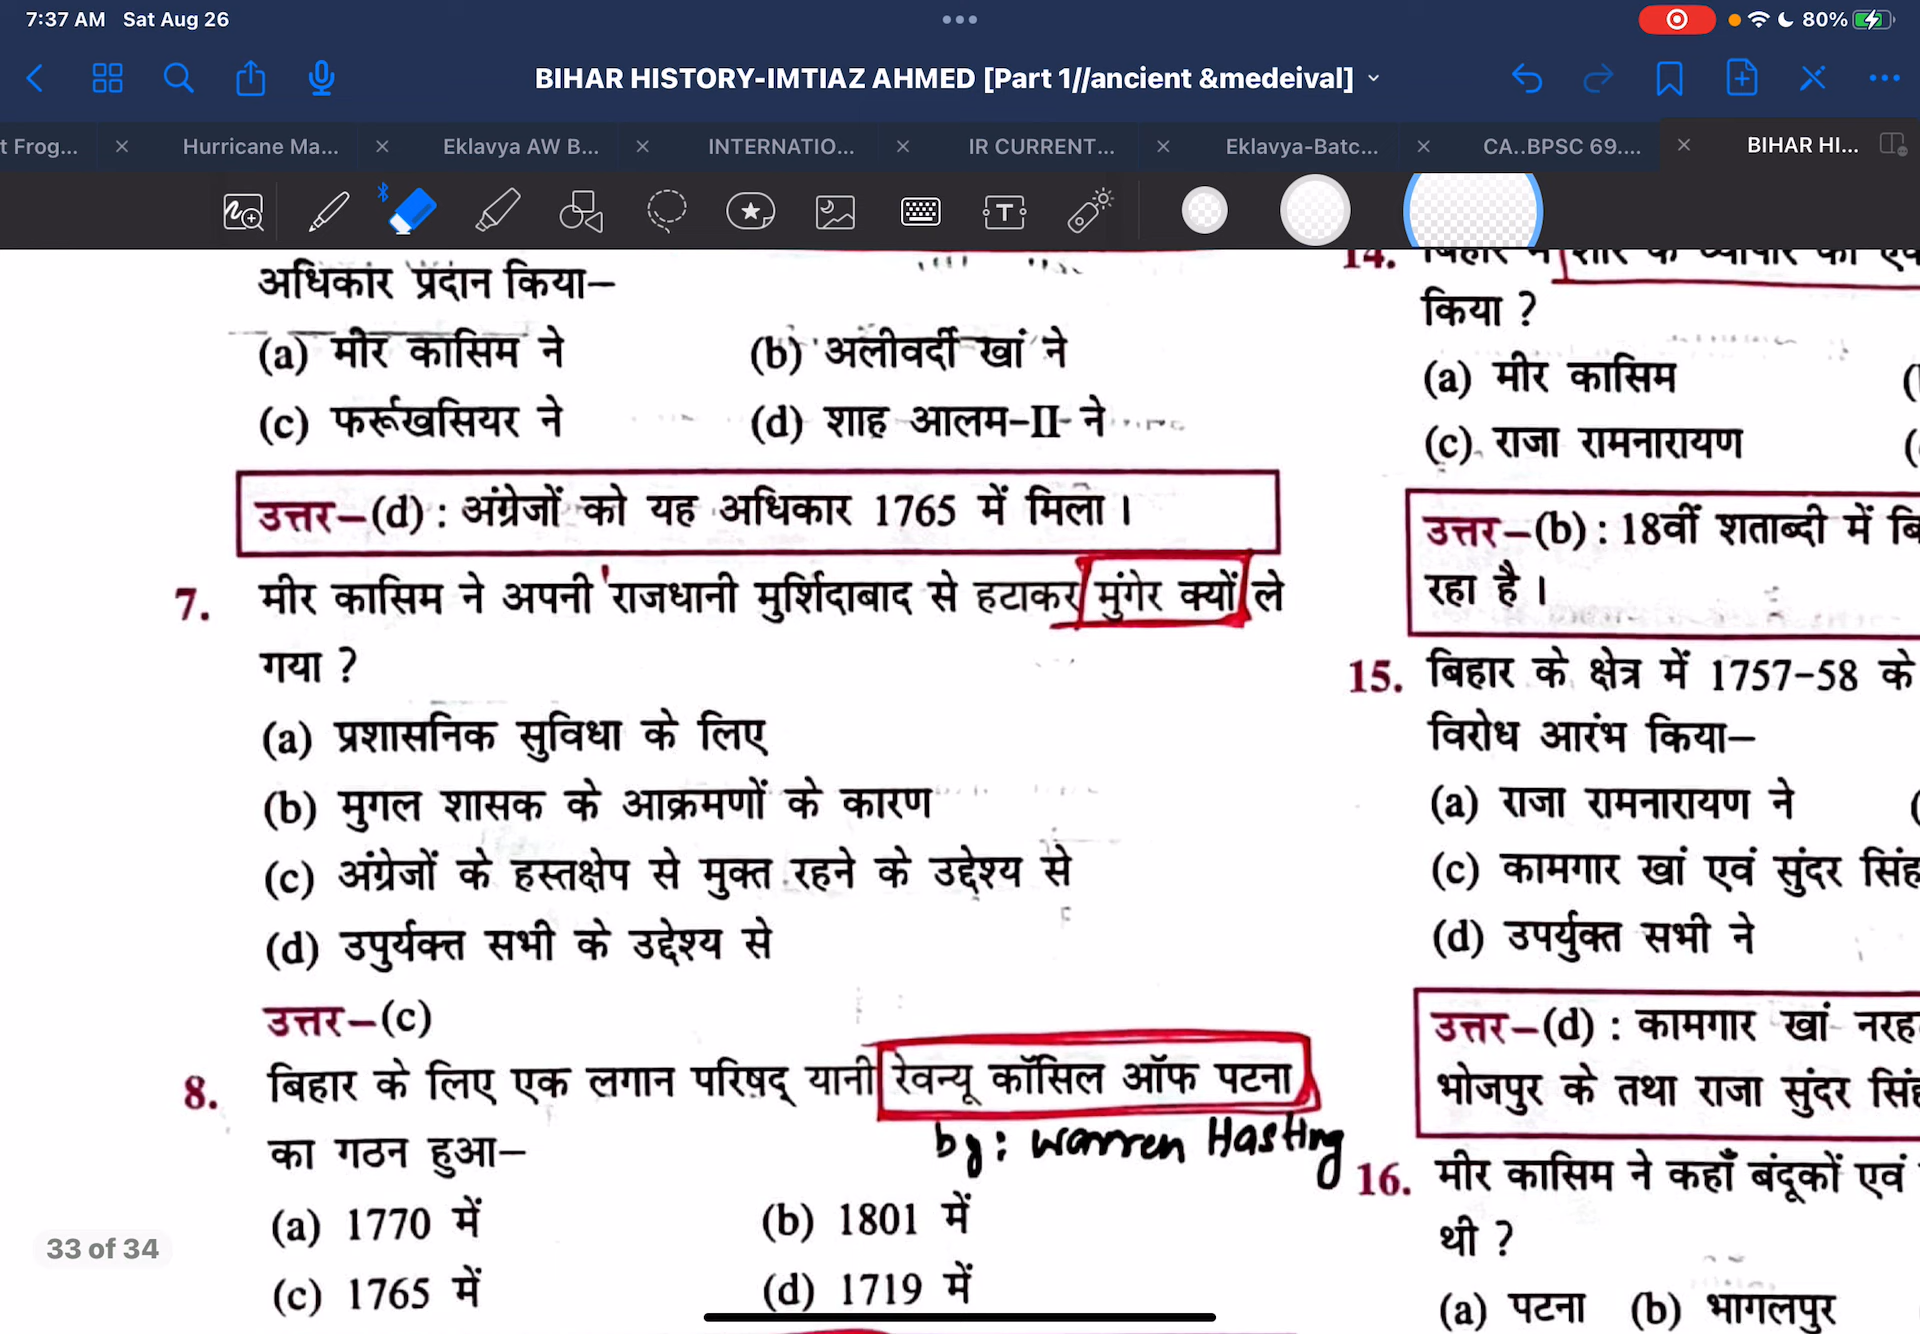 7:37 AM Sat Aug 26
80%
BIHAR HISTORY-IMTIAZ AHMED [Part 1//ancient &medeival]
t Frog...
Hurricane Ma...
Eklavya AW B...
INTERNATIO...
IR CURRENT...
Eklavya-Batc...
CA..BPSC 69....
BIHAR HI...
अधिकार प्रदान किया–
(a) मीर कासिम ने (b) अलीवर्दी खां ने
(c) फर्रूखसियर ने (d) शाह आलम-II ने
उत्तर–(d) : अंग्रेजों को यह अधिकार 1765 में मिला।
7. मीर कासिम ने अपनी राजधानी मुर्शिदाबाद से हटाकर मुंगेर क्यों ले
गया ?
(a) प्रशासनिक सुविधा के लिए
(b) मुगल शासक के आक्रमणों के कारण
(c) अंग्रेजों के हस्तक्षेप से मुक्त रहने के उद्देश्य से
(d) उपुर्यक्त सभी के उद्देश्य से
उत्तर–(c)
8. बिहार के लिए एक लगान परिषद् यानी रेवन्यू कॉसिल ऑफ पटना
by: warren Hasting
का गठन हुआ–
(a) 1770 में (b) 1801 में
(c) 1765 में (d) 1719 में
33 of 34
14. बिहार में शोरे के व्यापार का
किया ?
(a) मीर कासिम
(c) राजा रामनारायण
उत्तर–(b) : 18वीं शताब्दी में बि
रहा है।
15. बिहार के क्षेत्र में 1757-58 के
विरोध आरंभ किया–
(a) राजा रामनारायण ने
(c) कामगार खां एवं सुंदर सिंह
(d) उपर्युक्त सभी ने
उत्तर–(d) : कामगार खां नरह
भोजपुर के तथा राजा सुंदर सिंह
16. मीर कासिम ने कहाँ बंदूकों एवं
थी ?
(a) पटना (b) भागलपुर